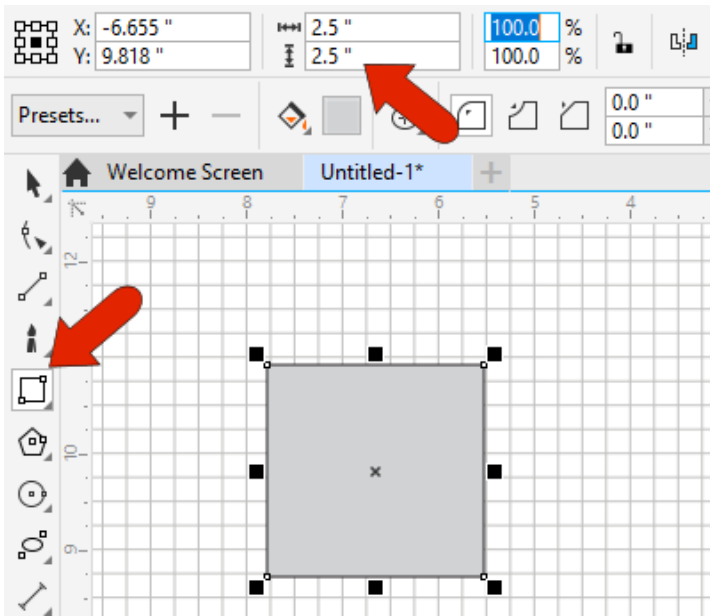 X: -6.655 " 2.5 " 100.0 %
Y: 9.818 " 2.5 " 100.0 %
Presets... 0.0 "
0.0 "
Welcome Screen Untitled-1*
9 8 7 6 5 4
12
10
9